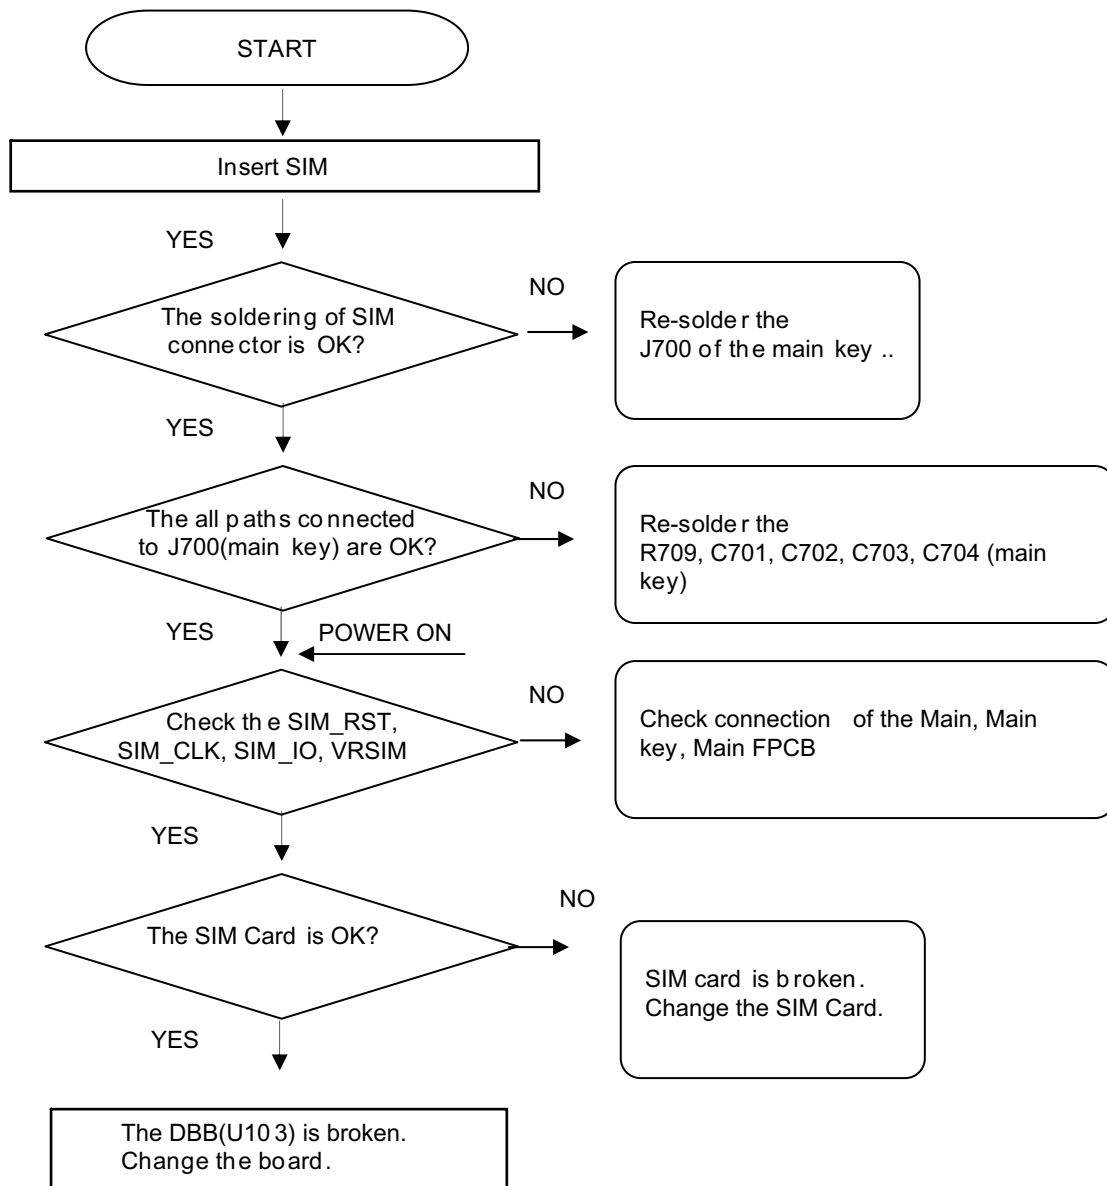 START
Insert SIM
YES
The soldering of SIM
connector is OK?
NO
Re-solder the
J700 of the main key ..
YES
The all paths connected
to J700(main key) are OK?
NO
Re-solder the
R709, C701, C702, C703, C704 (main
key)
YES
POWER ON
Check the SIM_RST,
SIM_CLK, SIM_IO, VRSIM
NO
Check connection of the Main, Main
key, Main FPCB
YES
The SIM Card is OK?
NO
SIM card is broken.
Change the SIM Card.
YES
The DBB(U103) is broken.
Change the board.